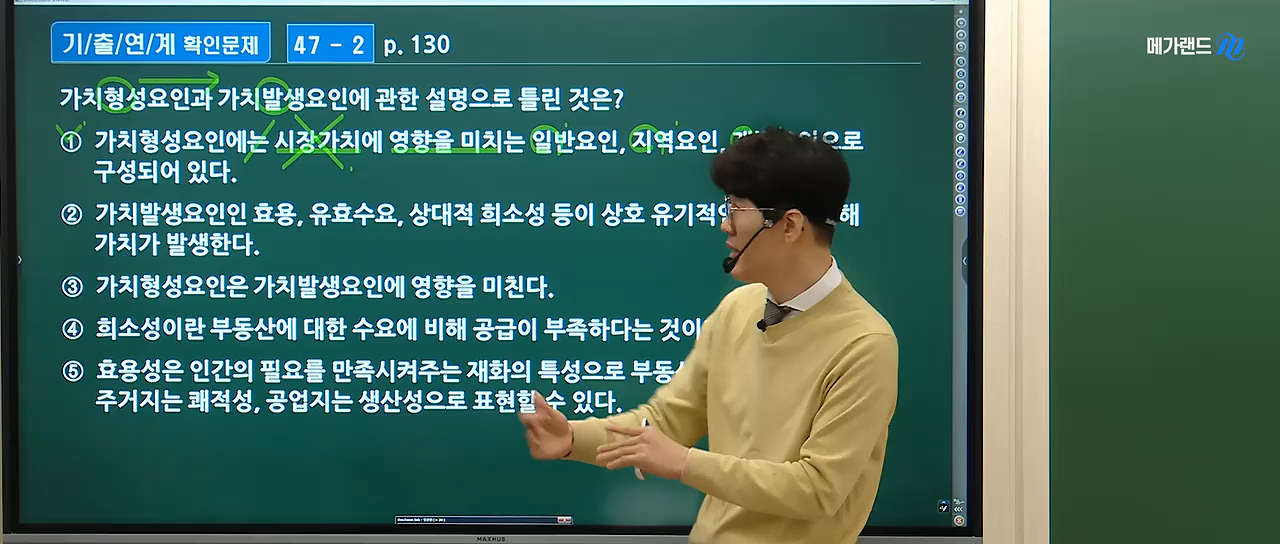 기/출/연/계 확인문제 47 - 2 p. 130
메가랜드
가치형성요인과 가치발생요인에 관한 설명으로 틀린 것은?
① 가치형성요인에는 시장가치에 영향을 미치는 일반요인, 지역요인, 으로
구성되어 있다.
② 가치발생요인인 효용, 유효수요, 상대적 희소성 등이 상호 유기적 해
가치가 발생한다.
③ 가치형성요인은 가치발생요인에 영향을 미친다.
④ 희소성이란 부동산에 대한 수요에 비해 공급이 부족하다는 것이
⑤ 효용성은 인간의 필요를 만족시켜주는 재화의 특성으로
주거지는 쾌적성, 공업지는 생산성으로 표현할 수 있다.
MAXHUB